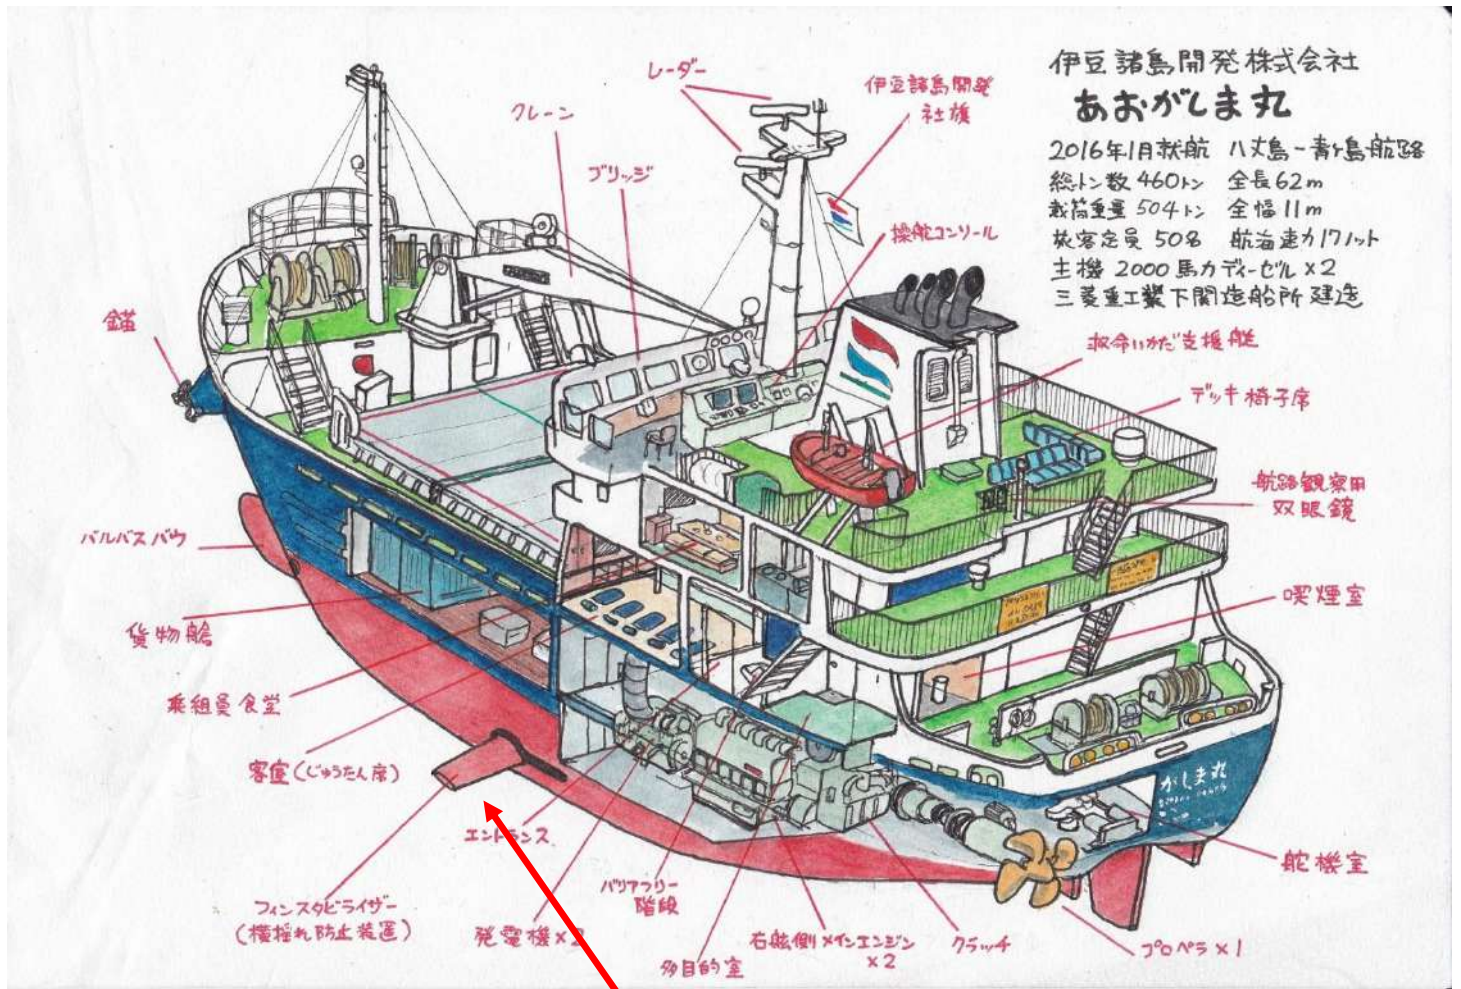 伊豆諸島開発株式会社
あおがしま丸
2016年1月就航 八丈島-青ヶ島航路
総トン数 460トン 全長62m
載荷重量 504トン 全幅11m
旅客定員 50名 航海速力17ノット
主機 2000馬力ディーゼル×2
三菱重工業下関造船所建造
レーダー
伊豆諸島開発
社旗
クレーン
ブリッジ
操舵コンソール
錨
救命いかだ支援艇
デッキ椅子席
航路観察用
双眼鏡
バルバスバウ
喫煙室
貨物艙
乗組員食堂
客室(じゅうたん席)
がしま丸
エントランス
舵機室
バリアフリー
階段
フィンスタビライザー
(横揺れ防止装置)
発電機×2
多目的室
右舷側メインエンジン
×2
クラッチ
プロペラ×1